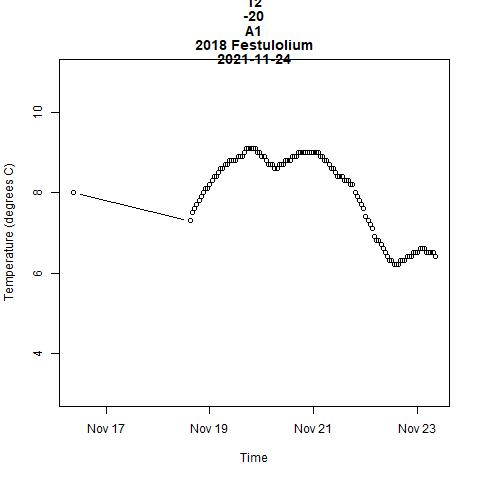 T2
-20
A1
2018 Festulolium
2021-11-24
Temperature (degrees C)
10
8
6
4
Nov 17 Nov 19 Nov 21 Nov 23
Time